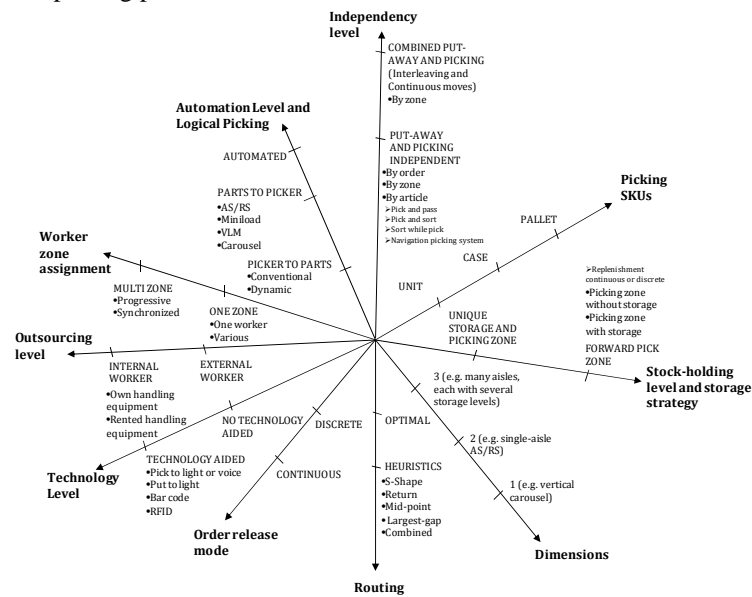 Independency
level
COMBINED PUT-
AWAY AND PICKING
(Interleaving and
Continuous moves)
•By zone
PUT-AWAY
AND PICKING
INDEPENDENT
•By order
•By zone
•By article
➢Pick and pass
➢Pick and sort
➢Sort while pick
➢Navigation picking system
Automation Level and
Logical Picking
AUTOMATED
PARTS TO PICKER
•AS/RS
•Miniload
•VLM
•Carousel
PICKER TO PARTS
•Conventional
•Dynamic
Picking
SKUs
PALLET
CASE
UNIT
Worker
zone
assignment
MULTI ZONE
•Progressive
•Synchronized
ONE ZONE
•One worker
•Various
➢Replenishment
continuous or discrete
•Picking zone
without storage
•Picking zone
with storage
FORWARD PICK
ZONE
UNIQUE
STORAGE AND
PICKING ZONE
Stock-holding
level and storage
strategy
Outsourcing
level
INTERNAL
WORKER
•Own handling
equipment
•Rented handling
equipment
EXTERNAL
WORKER
3 (e.g. many aisles,
each with several
storage levels)
2 (e.g. single-aisle
AS/RS)
1 (e.g. vertical
carousel)
Dimensions
NO TECHNOLOGY
AIDED
TECHNOLOGY AIDED
•Pick to light or voice
•Put to light
•Bar code
•RFID
Technology
Level
DISCRETE
CONTINUOUS
Order release
mode
OPTIMAL
HEURISTICS
•S-Shape
•Return
•Mid-point
•Largest-gap
•Combined
Routing